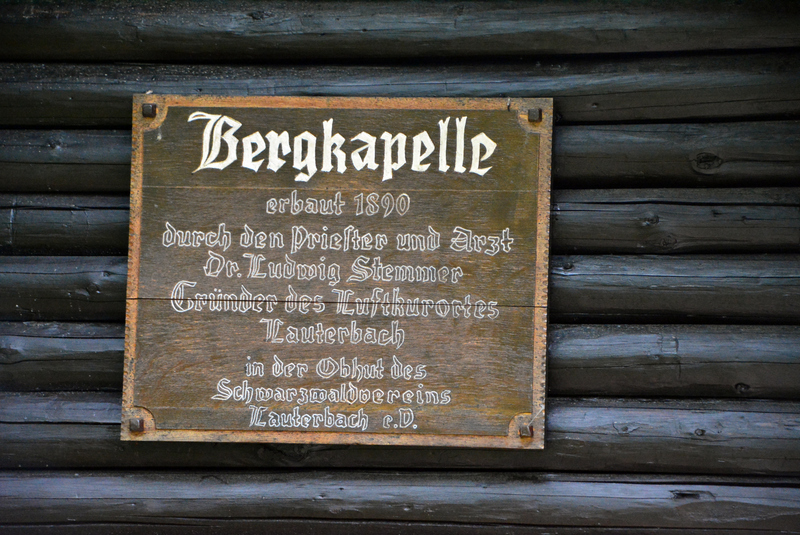 Bergkapelle
erbaut 1890
durch den Priester und Arzt
Dr. Ludwig Stemmer
Gründer des Luftkurortes
Lauterbach
in der Obhut des
Schwarzwaldvereins
Lauterbach e.V.